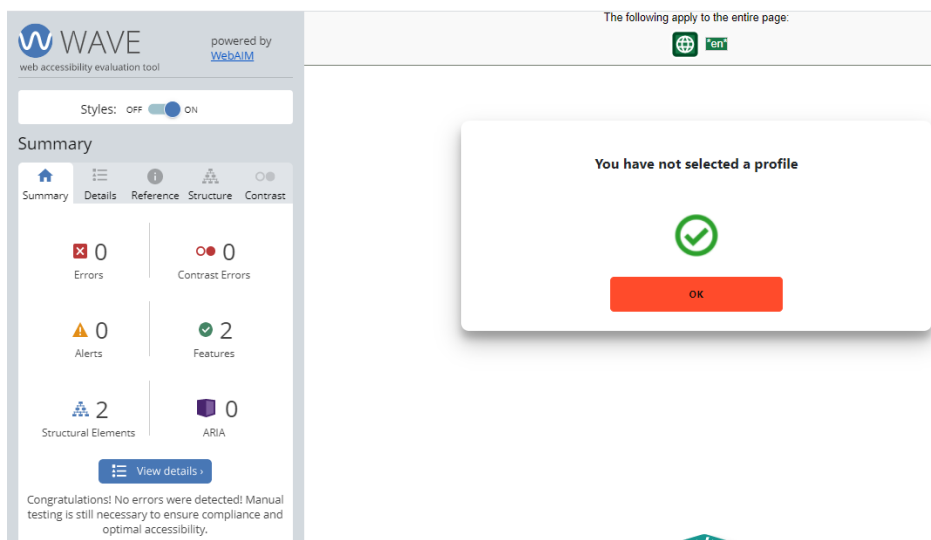 WAVE
web accessibility evaluation tool
powered by
WebAIM
Styles: OFF ON
Summary
Summary Details Reference Structure Contrast
0 0
Errors Contrast Errors
0 2
Alerts Features
2 0
Structural Elements ARIA
View details ›
Congratulations! No errors were detected! Manual
testing is still necessary to ensure compliance and
optimal accessibility.
The following apply to the entire page:
"en"
You have not selected a profile
OK